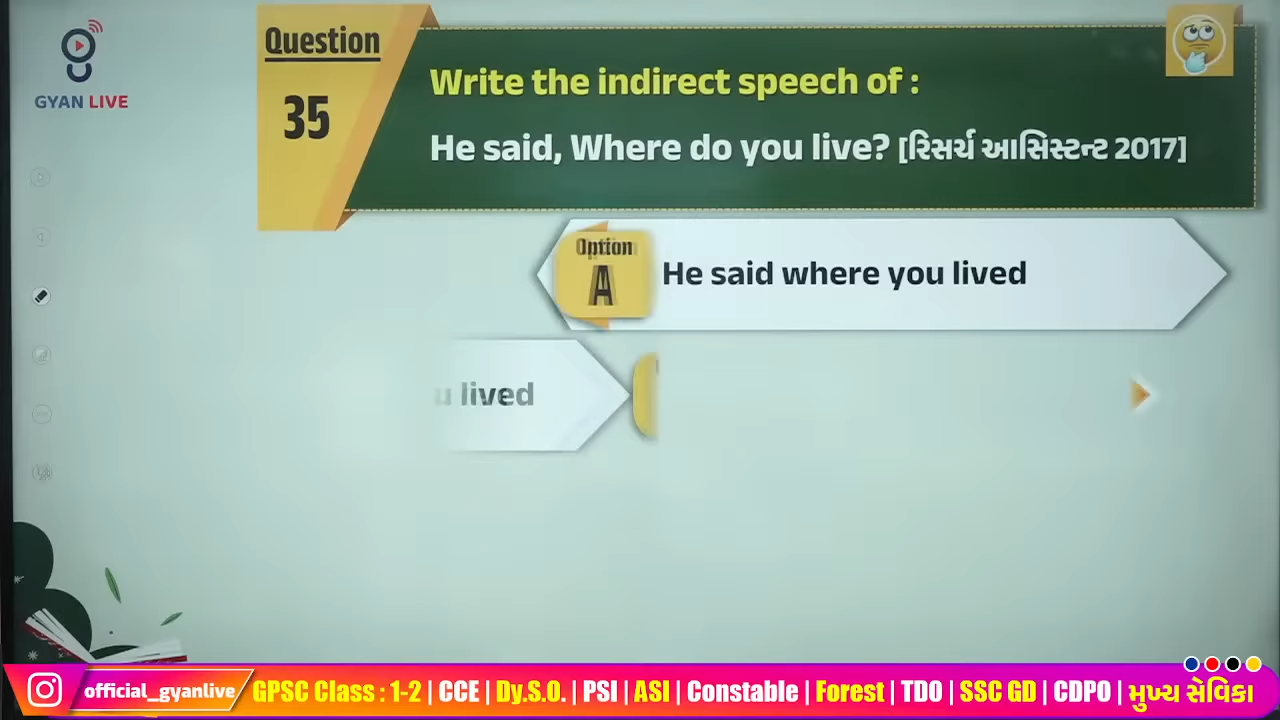 GYAN LIVE
Question
35
Write the indirect speech of :
He said, Where do you live? [રિસર્ચ આસિસ્ટન્ટ 2017]
Option
A
He said where you lived
lived
official_gyanlive
GPSC Class : 1-2 | CCE | Dy.S.O. | PSI | ASI | Constable | Forest | TDO | SSC GD | CDPO | મુખ્ય સેવિકા